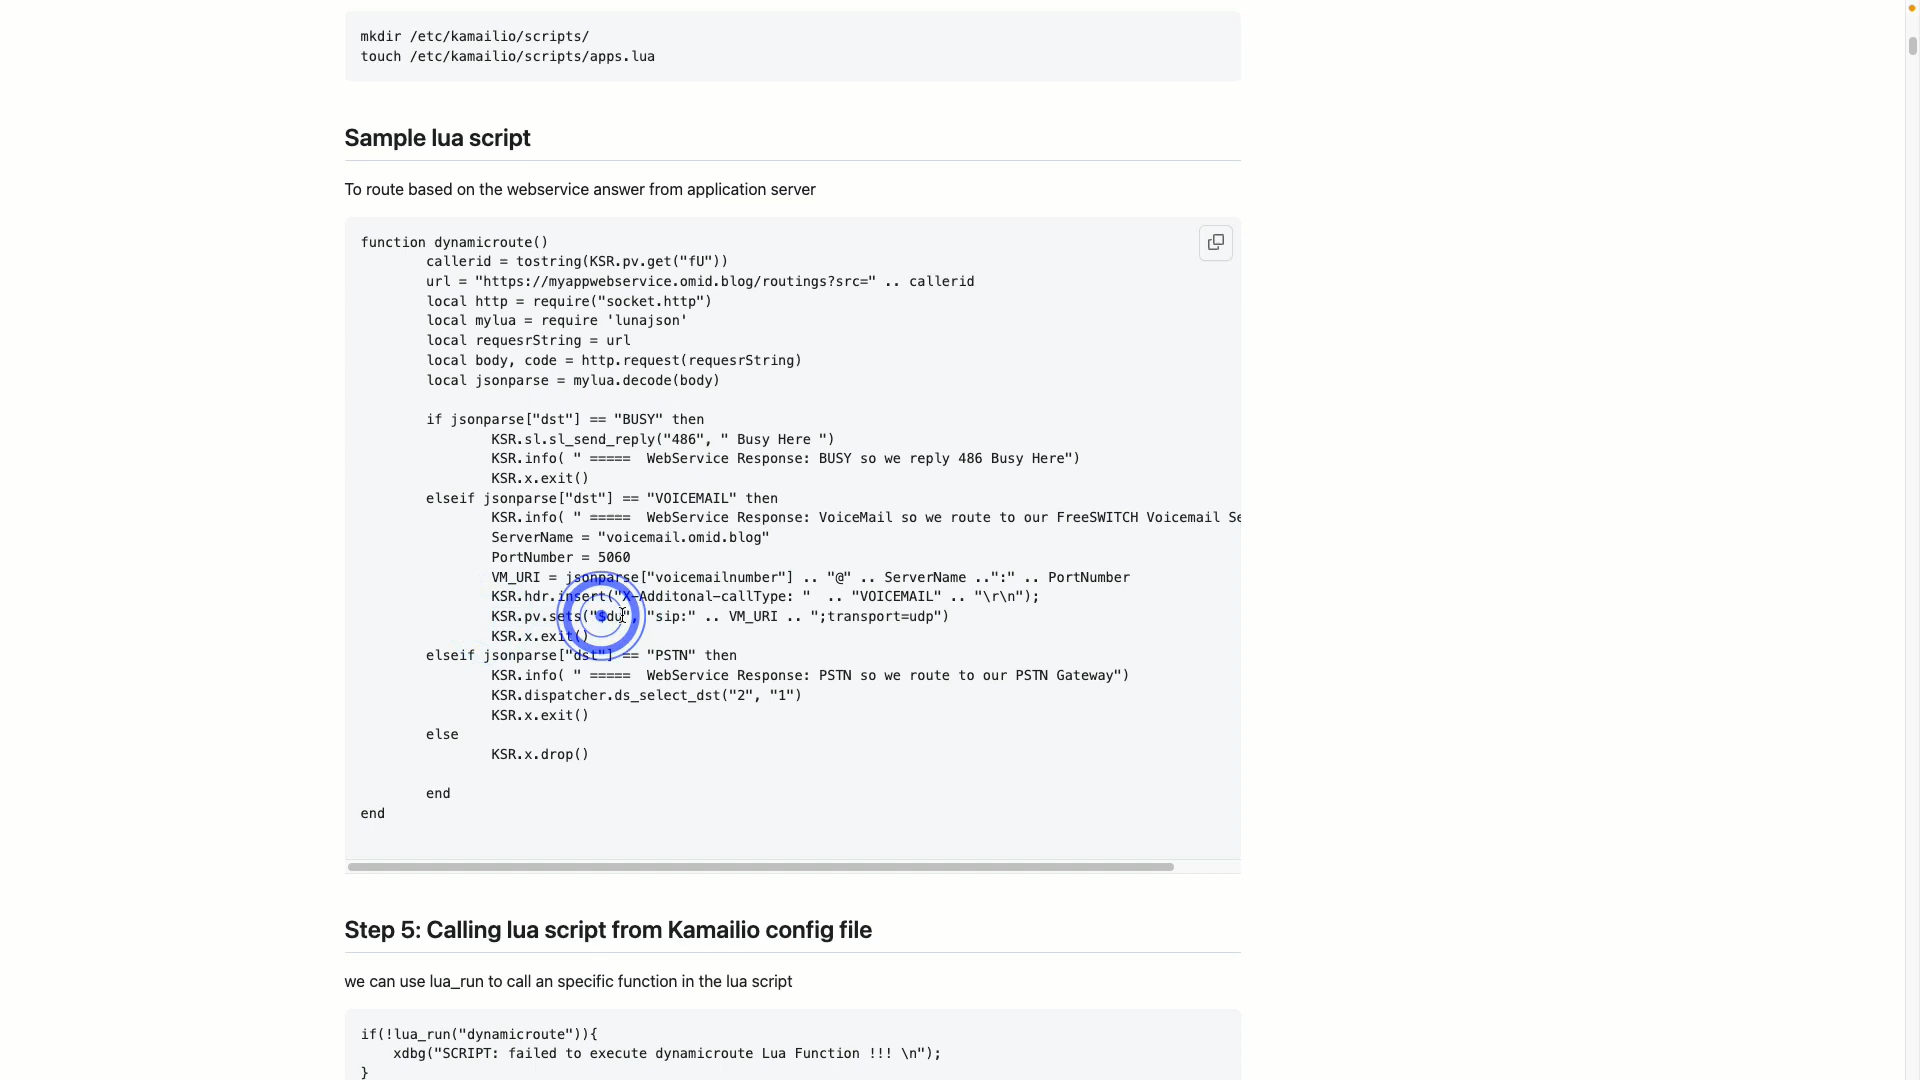 mkdir /etc/kamailio/scripts/
touch /etc/kamailio/scripts/apps.lua
Sample lua script
To route based on the webservice answer from application server
function dynamicroute()
        callerid = tostring(KSR.pv.get("fU"))
        url = "https://myappwebservice.omid.blog/routings?src=" .. callerid
        local http = require("socket.http")
        local mylua = require 'lunajson'
        local requesrString = url
        local body, code = http.request(requesrString)
        local jsonparse = mylua.decode(body)
        if jsonparse["dst"] == "BUSY" then
                KSR.sl.sl_send_reply("486", " Busy Here ")
                KSR.info( " =====  WebService Response: BUSY so we reply 486 Busy Here")
                KSR.x.exit()
        elseif jsonparse["dst"] == "VOICEMAIL" then
                KSR.info( " =====  WebService Response: VoiceMail so we route to our FreeSWITCH Voicemail Se
                ServerName = "voicemail.omid.blog"
                PortNumber = 5060
                VM_URI = jsonparse["voicemailnumber"] .. "@" .. ServerName ..":" .. PortNumber
                KSR.hdr.insert("X-Additonal-callType: "  .. "VOICEMAIL" .. "\r\n");
                KSR.pv.sets("$du", "sip:" .. VM_URI .. ";transport=udp")
                KSR.x.exit()
        elseif jsonparse["dst"] == "PSTN" then
                KSR.info( " =====  WebService Response: PSTN so we route to our PSTN Gateway")
                KSR.dispatcher.ds_select_dst("2", "1")
                KSR.x.exit()
        else
                KSR.x.drop()
        end
end
Step 5: Calling lua script from Kamailio config file
we can use lua_run to call an specific function in the lua script
if(!lua_run("dynamicroute")){
    xdbg("SCRIPT: failed to execute dynamicroute Lua Function !!! \n");
}